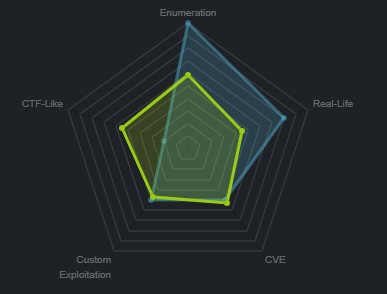 Enumeration
CTF-Like
Real-Life
Custom
Exploitation
CVE